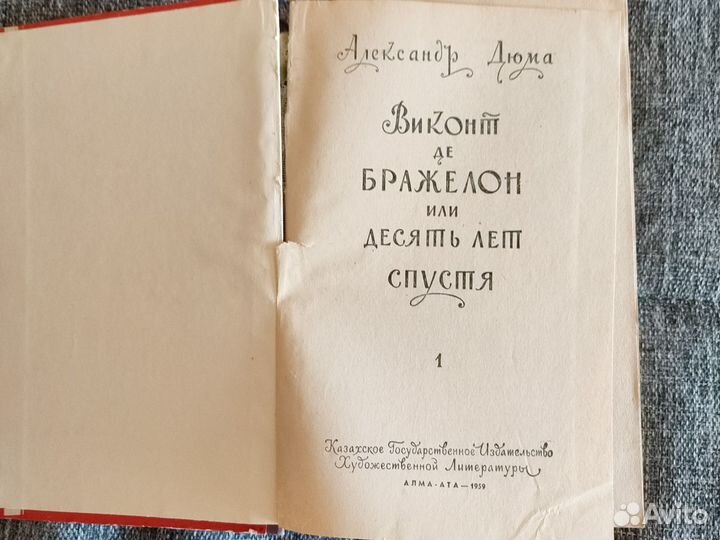 Александр Дюма
Виконт
де
БРАЖЕЛОН
или
ДЕСЯТЬ ЛЕТ
СПУСТЯ
1
Казахское Государственное Издательство
Художественной Литературы
АЛМА-АТА—1959
Avito